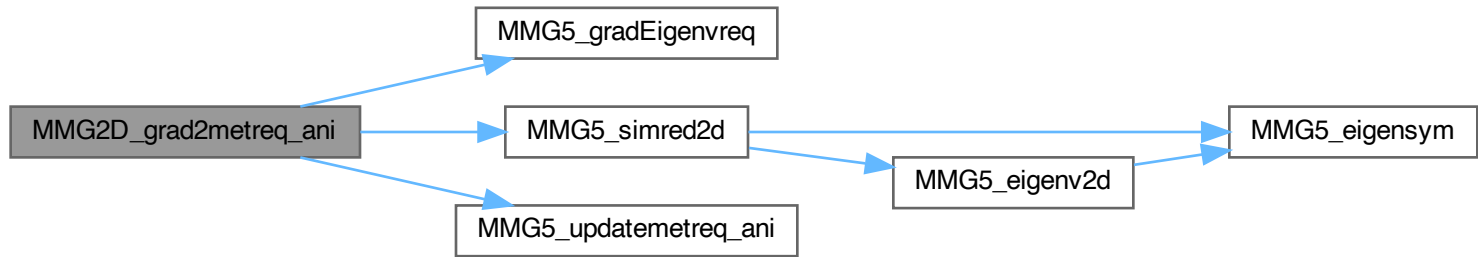 MMG2D_grad2metreq_ani
MMG5_gradEigenvreq
MMG5_simred2d
MMG5_updatemetreq_ani
MMG5_eigenv2d
MMG5_eigensym